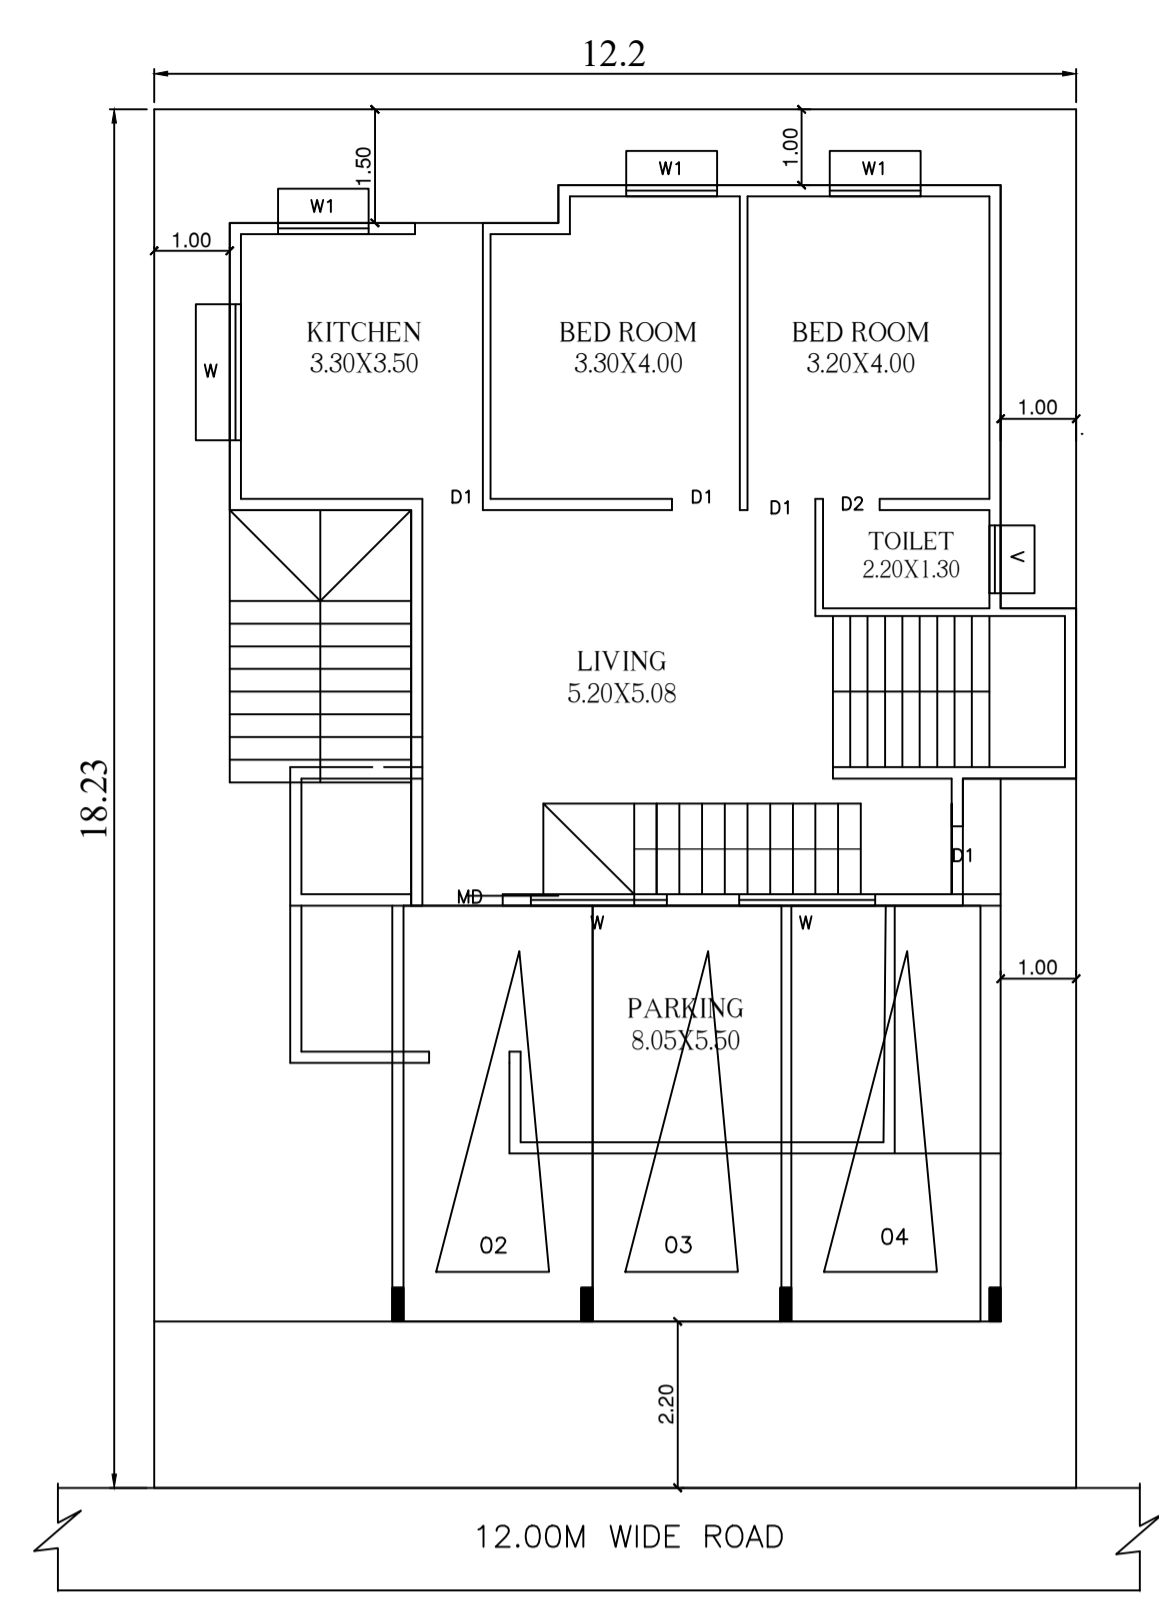 12.2
1.50
1.00
W1
W1
W1
1.00
KITCHEN
3.30X3.50
BED ROOM
3.30X4.00
BED ROOM
3.20X4.00
W
1.00
D1
D1
D1
D2
TOILET
2.20X1.30
V
LIVING
5.20X5.08
18.23
D1
MD
W
W
1.00
PARKING
8.05X5.50
02
03
04
2.20
12.00M WIDE ROAD